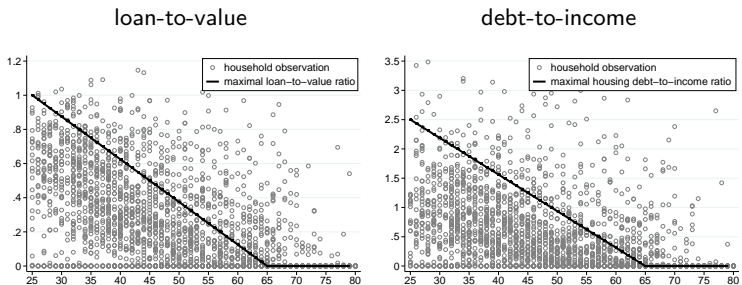 loan-to-value
debt-to-income
household observation
maximal loan−to−value ratio
1.2
1
.8
.6
.4
.2
0
25 30 35 40 45 50 55 60 65 70 75 80
household observation
maximal housing debt−to−income ratio
3.5
3
2.5
2
1.5
1
.5
0
25 30 35 40 45 50 55 60 65 70 75 80